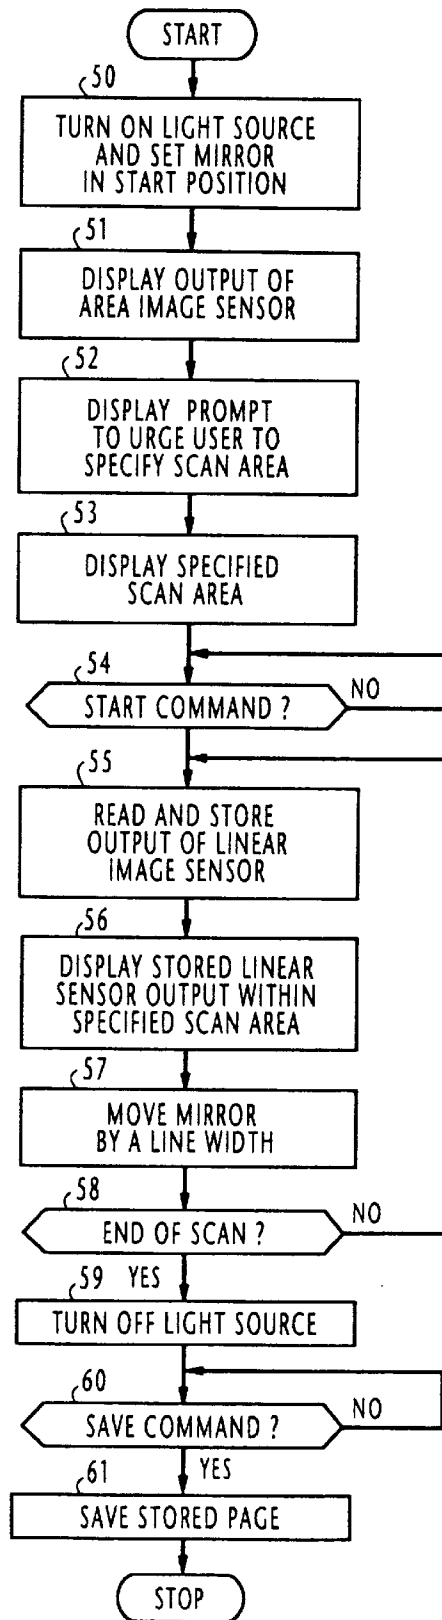 START
50
TURN ON LIGHT SOURCE
AND SET MIRROR
IN START POSITION
51
DISPLAY OUTPUT OF
AREA IMAGE SENSOR
52
DISPLAY PROMPT
TO URGE USER TO
SPECIFY SCAN AREA
53
DISPLAY SPECIFIED
SCAN AREA
54
START COMMAND ?
NO
55
READ AND STORE
OUTPUT OF LINEAR
IMAGE SENSOR
56
DISPLAY STORED LINEAR
SENSOR OUTPUT WITHIN
SPECIFIED SCAN AREA
57
MOVE MIRROR
BY A LINE WIDTH
58
END OF SCAN ?
NO
59
YES
TURN OFF LIGHT SOURCE
60
SAVE COMMAND ?
NO
61
YES
SAVE STORED PAGE
STOP